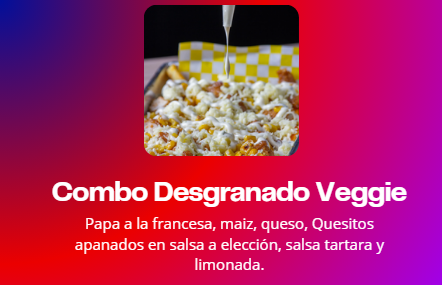 Combo Desgranado Veggie
Papa a la francesa, maiz, queso, Quesitos
apanados en salsa a elección, salsa tartara y
limonada.